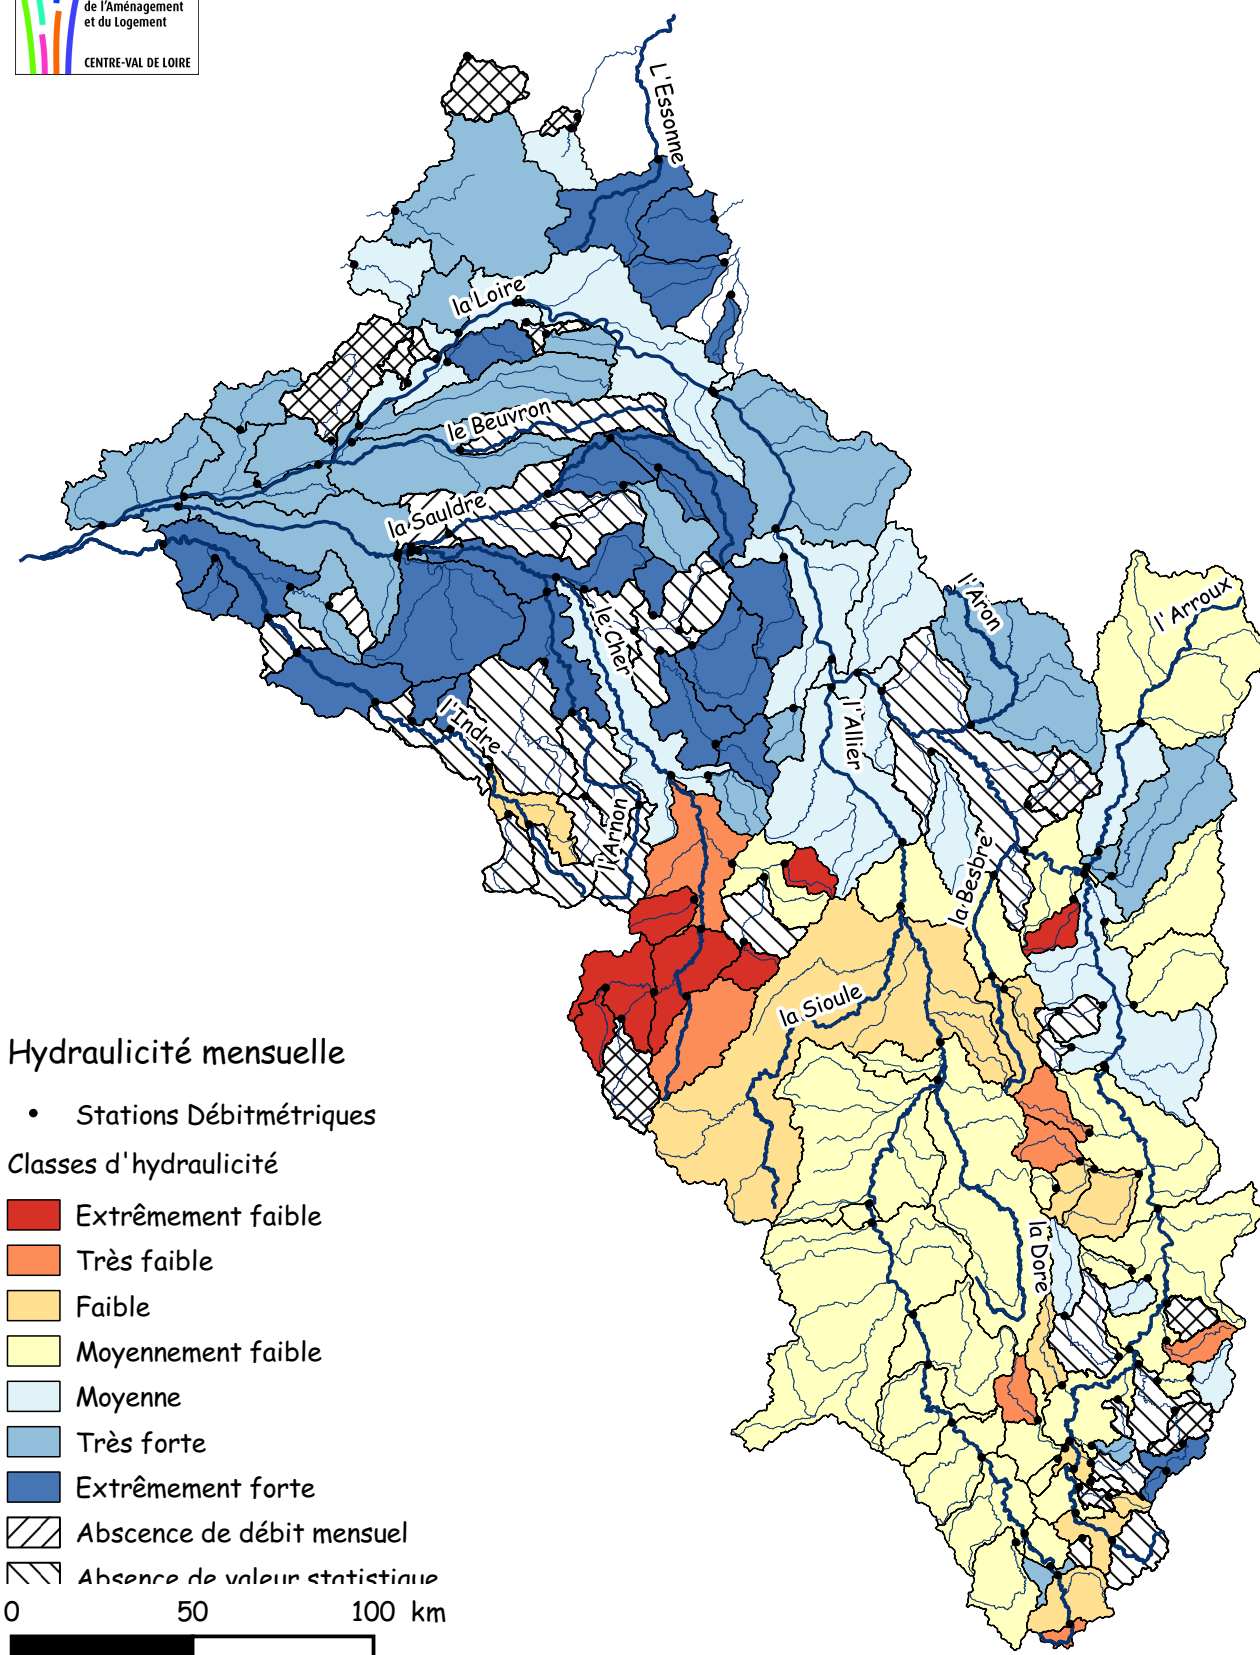 de l'Aménagement
et du Logement
CENTRE-VAL DE LOIRE
L'Essonne
la Loire
le Beuvron
la Sauldre
le Cher
l'Aron
l' Arroux
l'Indre
l'Allier
l'Arnon
la Besbre
la Sioule
la Dore
Hydraulicité mensuelle
Stations Débitmétriques
Classes d'hydraulicité
Extrêmement faible
Très faible
Faible
Moyennement faible
Moyenne
Très forte
Extrêmement forte
Abscence de débit mensuel
Absence de valeur statistique
0 50 100 km